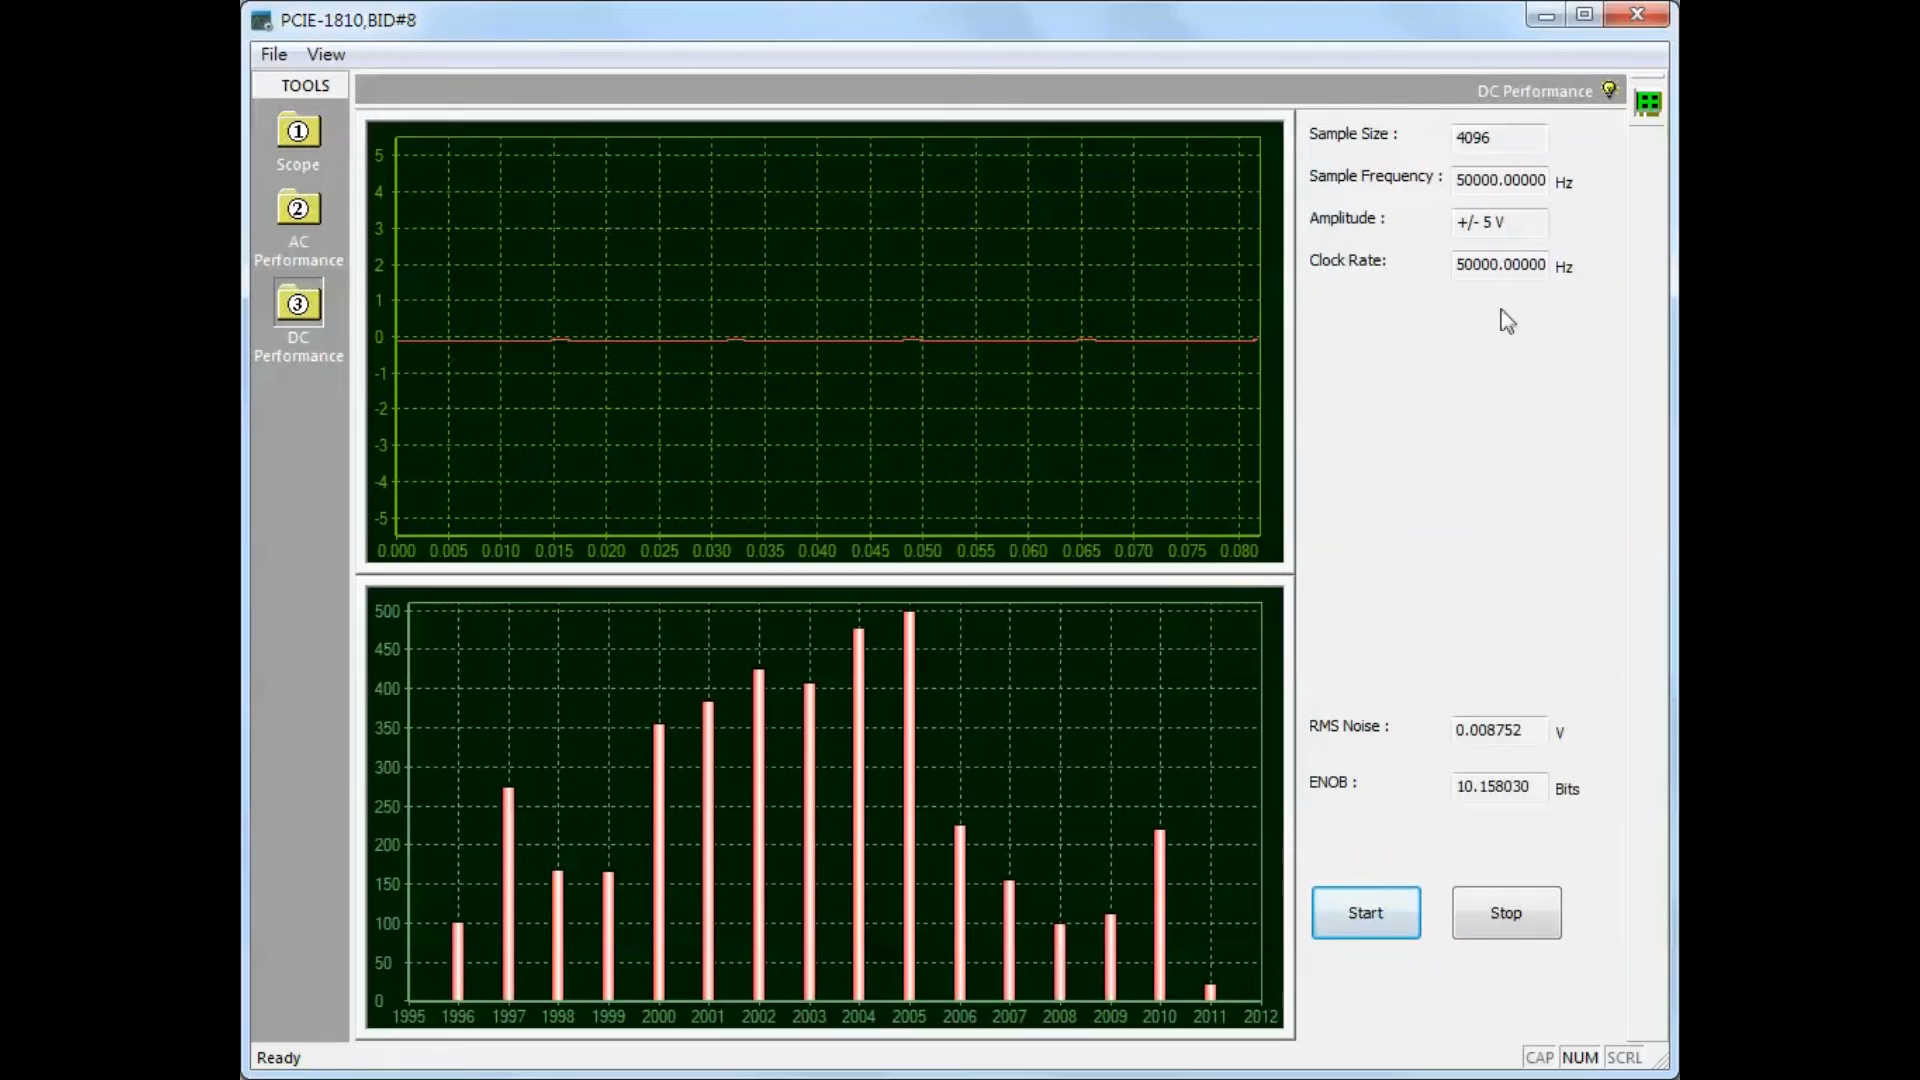 PCIE-1810,BID#8
File View
TOOLS
1
Scope
2
AC
Performance
3
DC
Performance
DC Performance
5
4
3
2
1
0
-1
-2
-3
-4
-5
0.000 0.005 0.010 0.015 0.020 0.025 0.030 0.035 0.040 0.045 0.050 0.055 0.060 0.065 0.070 0.075 0.080
500
450
400
350
300
250
200
150
100
50
0
1995 1996 1997 1998 1999 2000 2001 2002 2003 2004 2005 2006 2007 2008 2009 2010 2011 2012
Sample Size : 4096
Sample Frequency : 50000.00000 Hz
Amplitude : +/- 5 V
Clock Rate: 50000.00000 Hz
RMS Noise : 0.008752 V
ENOB : 10.158030 Bits
Start Stop
Ready
CAP NUM SCRL